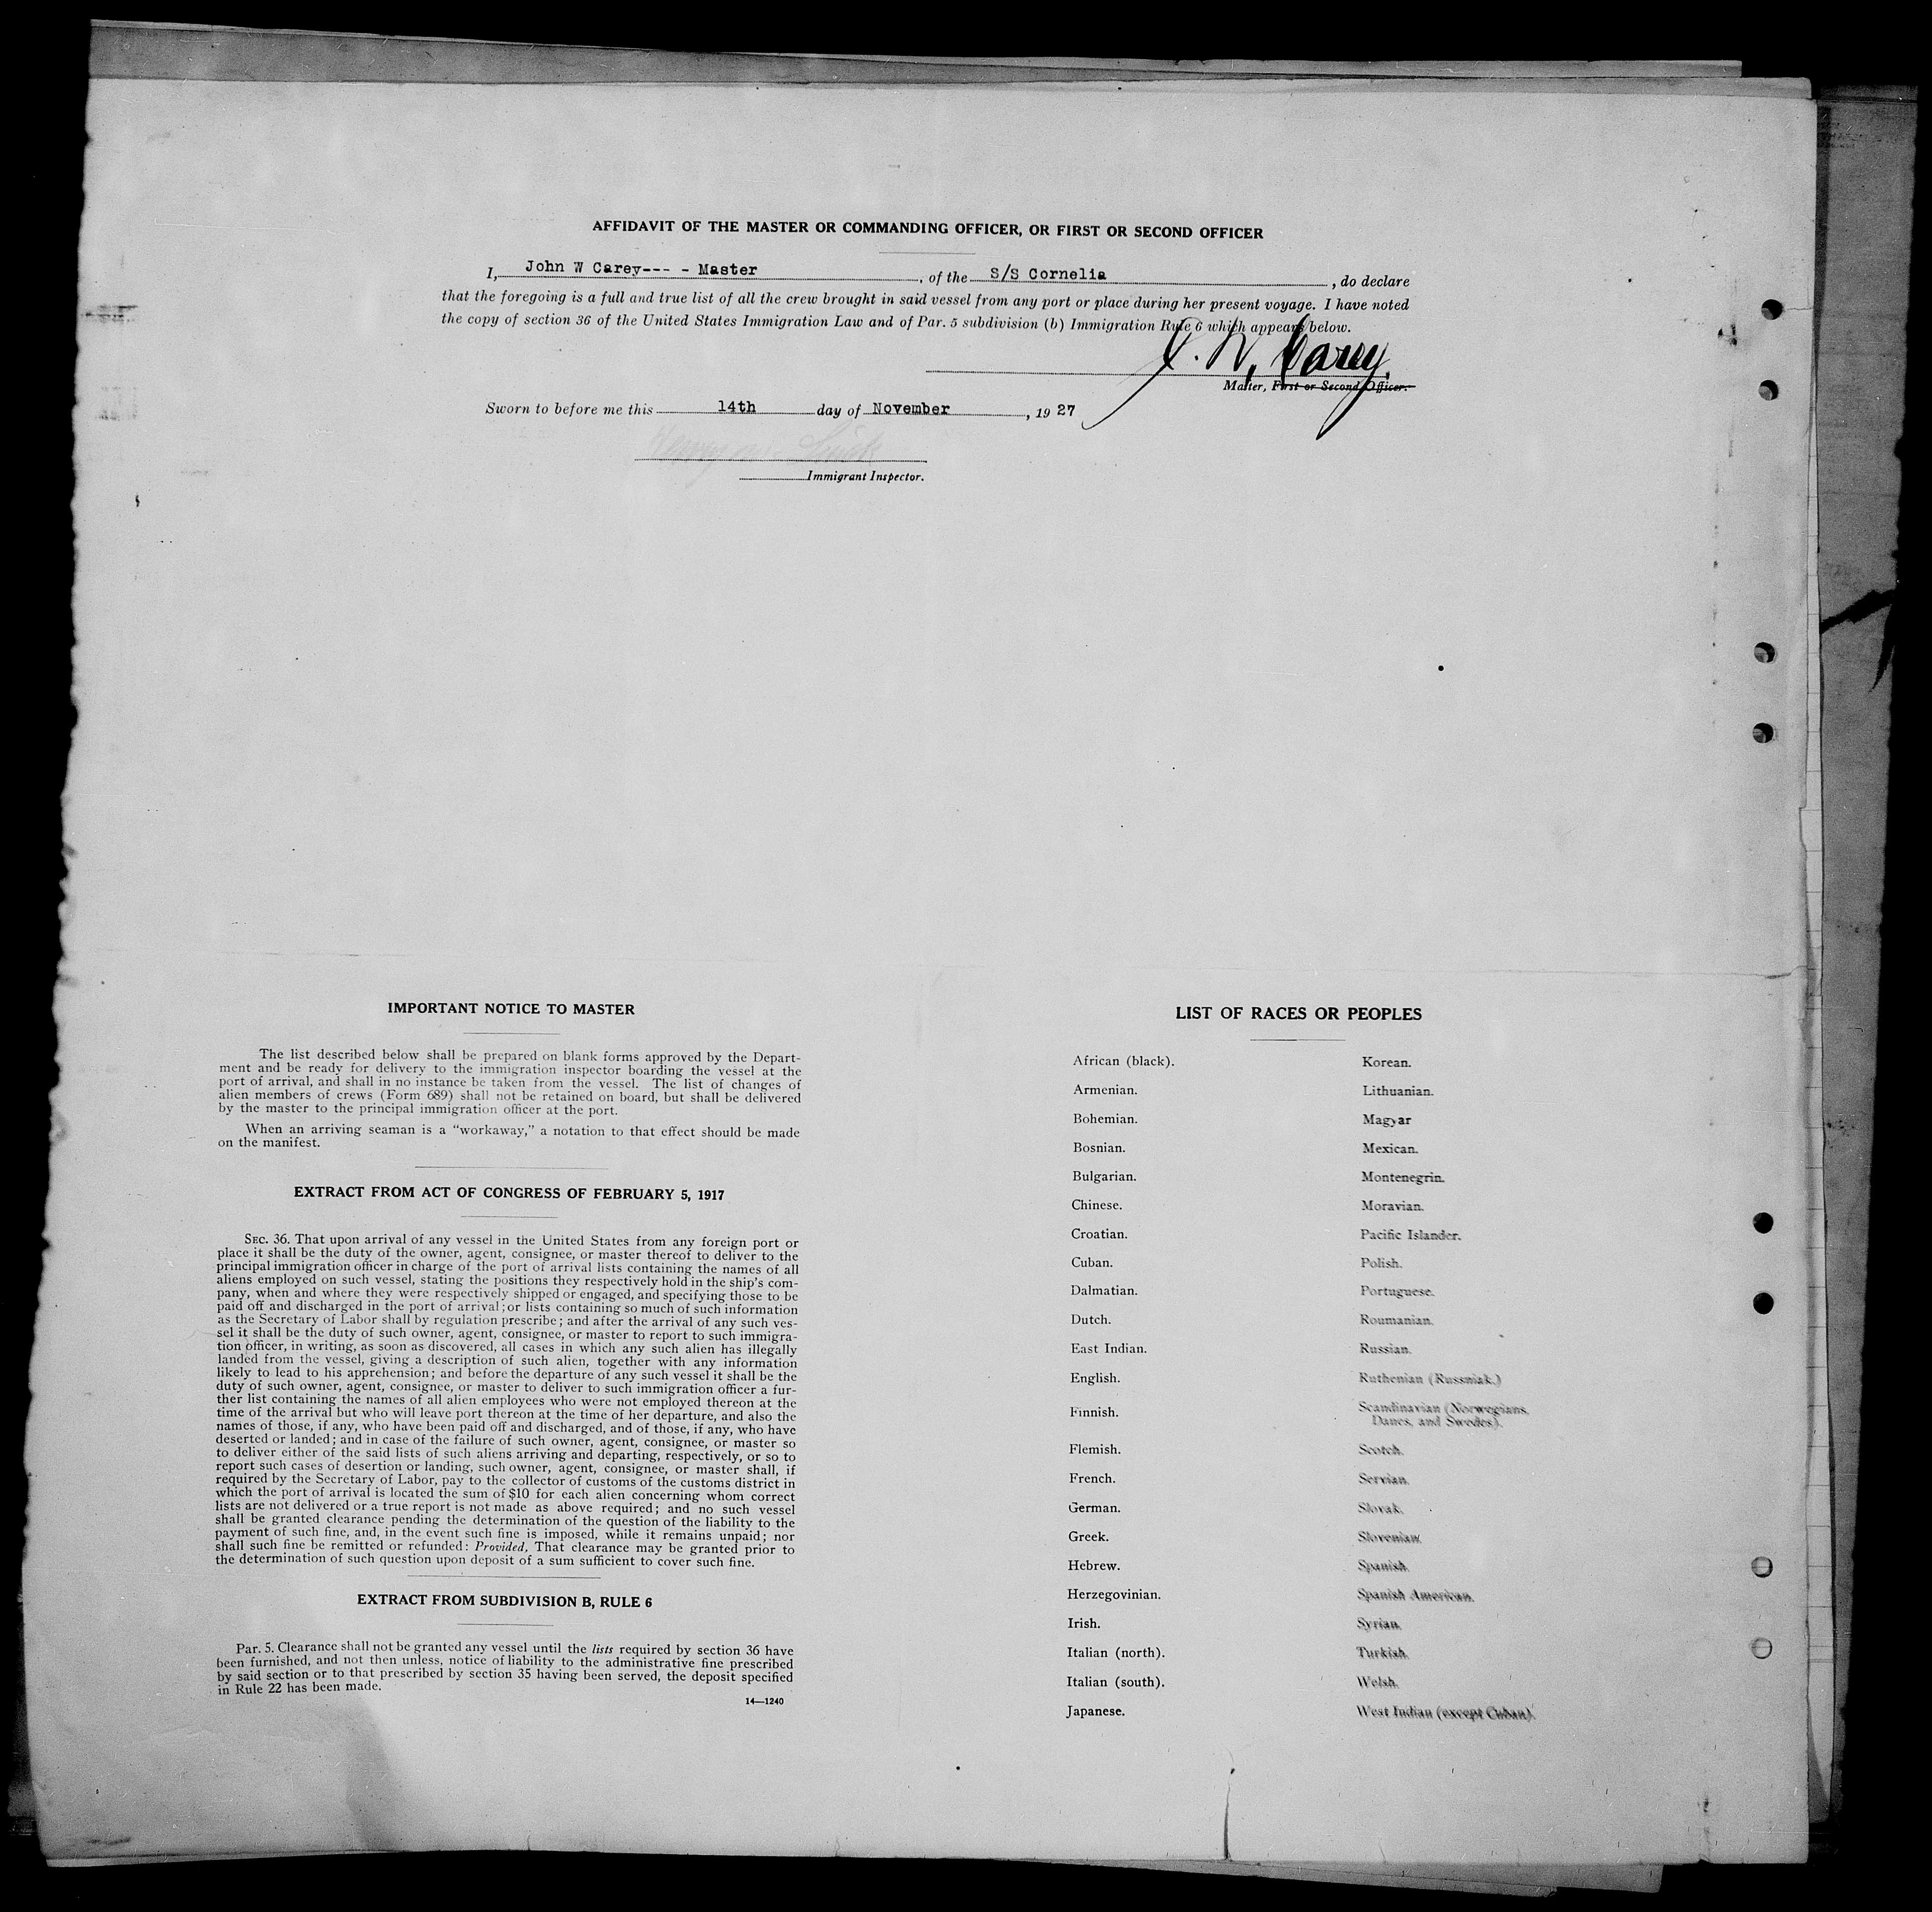 AFFIDAVIT OF THE MASTER OR COMMANDING OFFICER, OR FIRST OR SECOND OFFICER
I, John W Carey--- - Master, of the S/S Cornelia, do declare
that the foregoing is a full and true list of all the crew brought in said vessel from any port or place during her present voyage. I have noted
the copy of section 36 of the United States Immigration Law and of Par. 5 subdivision (b) Immigration Rule 6 which appears below.
J. W. Carey.
Master, First or Second Officer.
Sworn to before me this 14th day of November, 1927
Immigrant Inspector.
IMPORTANT NOTICE TO MASTER
The list described below shall be prepared on blank forms approved by the Depart-
ment and be ready for delivery to the immigration inspector boarding the vessel at the
port of arrival, and shall in no instance be taken from the vessel. The list of changes of
alien members of crews (Form 689) shall not be retained on board, but shall be delivered
by the master to the principal immigration officer at the port.
When an arriving seaman is a “workaway,” a notation to that effect should be made
on the manifest.
EXTRACT FROM ACT OF CONGRESS OF FEBRUARY 5, 1917
SEC. 36. That upon arrival of any vessel in the United States from any foreign port or
place it shall be the duty of the owner, agent, consignee, or master thereof to deliver to the
principal immigration officer in charge of the port of arrival lists containing the names of all
aliens employed on such vessel, stating the positions they respectively hold in the ship's com-
pany, when and where they were respectively shipped or engaged, and specifying those to be
paid off and discharged in the port of arrival; or lists containing so much of such information
as the Secretary of Labor shall by regulation prescribe; and after the arrival of any such ves-
sel it shall be the duty of such owner, agent, consignee, or master to report to such immigra-
tion officer, in writing, as soon as discovered, all cases in which any such alien has illegally
landed from the vessel, giving a description of such alien, together with any information
likely to lead to his apprehension; and before the departure of any such vessel it shall be the
duty of such owner, agent, consignee, or master to deliver to such immigration officer a fur-
ther list containing the names of all alien employees who were not employed thereon at the
time of the arrival but who will leave port thereon at the time of her departure, and also the
names of those, if any, who have been paid off and discharged, and of those, if any, who have
deserted or landed; and in case of the failure of such owner, agent, consignee, or master so
to deliver either of the said lists of such aliens arriving and departing, respectively, or so to
report such cases of desertion or landing, such owner, agent, consignee, or master shall, if
required by the Secretary of Labor, pay to the collector of customs of the customs district in
which the port of arrival is located the sum of $10 for each alien concerning whom correct
lists are not delivered or a true report is not made as above required; and no such vessel
shall be granted clearance pending the determination of the question of the liability to the
payment of such fine, and, in the event such fine is imposed, while it remains unpaid; nor
shall such fine be remitted or refunded: Provided, That clearance may be granted prior to
the determination of such question upon deposit of a sum sufficient to cover such fine.
EXTRACT FROM SUBDIVISION B, RULE 6
Par. 5. Clearance shall not be granted any vessel until the lists required by section 36 have
been furnished, and not then unless, notice of liability to the administrative fine prescribed
by said section or to that prescribed by section 35 having been served, the deposit specified
in Rule 22 has been made.
14—1240
LIST OF RACES OR PEOPLES
African (black).
Armenian.
Bohemian.
Bosnian.
Bulgarian.
Chinese.
Croatian.
Cuban.
Dalmatian.
Dutch.
East Indian.
English.
Finnish.
Flemish.
French.
German.
Greek.
Hebrew.
Herzegovinian.
Irish.
Italian (north).
Italian (south).
Japanese.
Korean.
Lithuanian.
Magyar
Mexican.
Montenegrin.
Moravian.
Pacific Islander.
Polish.
Portuguese.
Roumanian.
Russian.
Ruthenian (Russniak.)
Scandinavian (Norwegians,
Danes, and Swedes).
Scotch.
Servian.
Slovak.
Slovenian.
Spanish.
Spanish American.
Syrian.
Turkish.
Welsh.
West Indian (except Cuban).